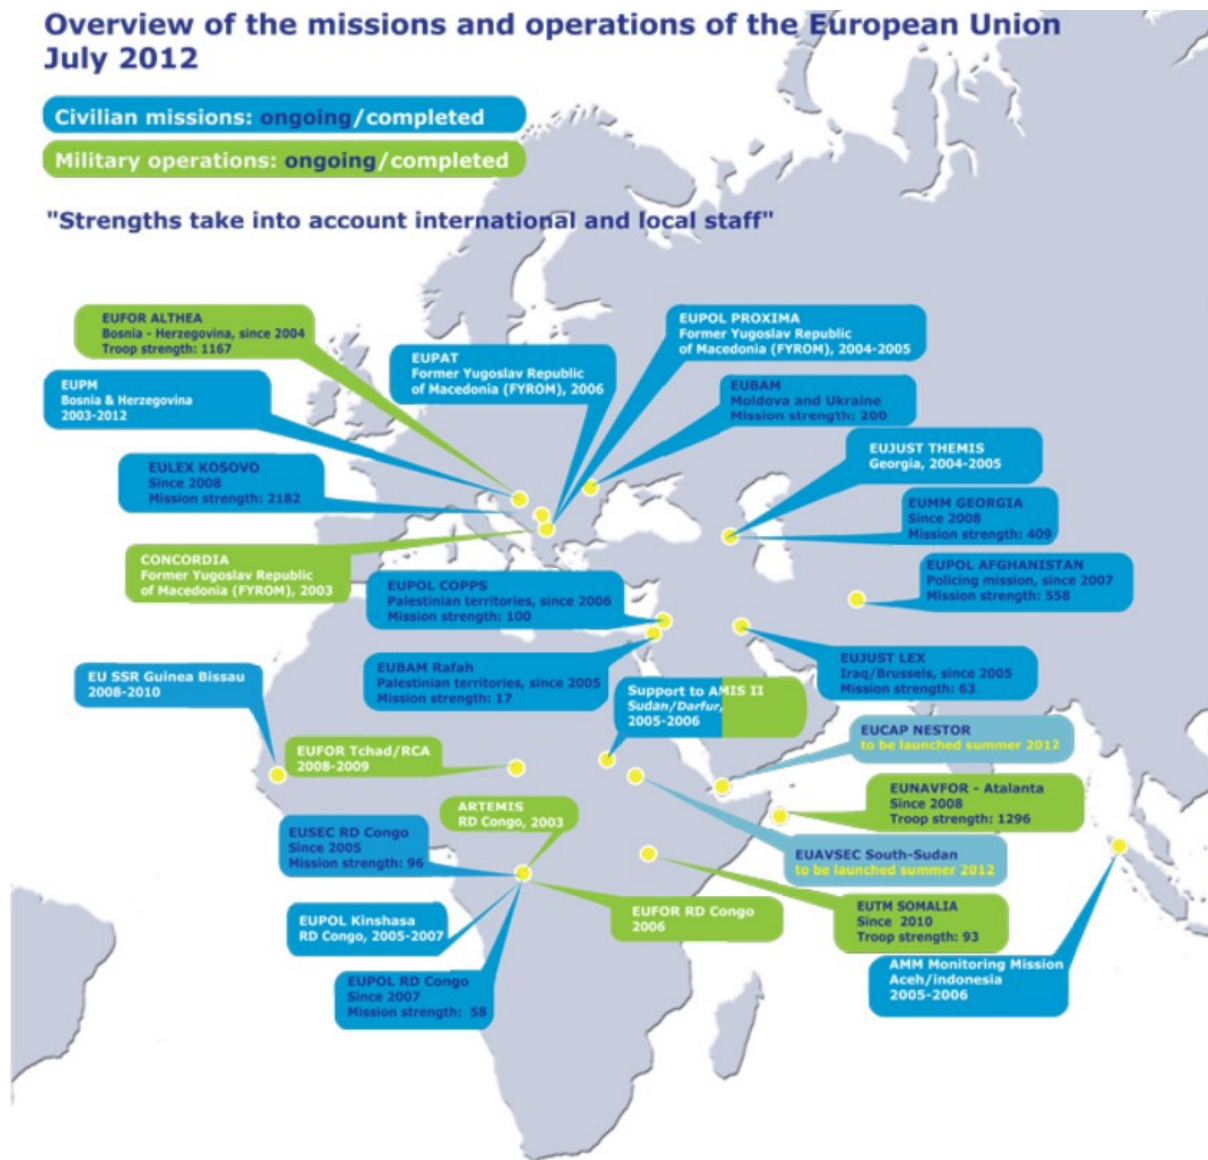 Overview of the missions and operations of the European Union
July 2012
Civilian missions: ongoing/completed
Military operations: ongoing/completed
"Strengths take into account international and local staff"
EUFOR ALTHEA
Bosnia - Herzegovina, since 2004
Troop strength: 1167
EUPM
Bosnia & Herzegovina
2003-2012
EULEX KOSOVO
Since 2008
Mission strength: 2182
CONCORDIA
Former Yugoslav Republic
of Macedonia (FYROM), 2003
EUPAT
Former Yugoslav Republic
of Macedonia (FYROM), 2006
EUPOL PROXIMA
Former Yugoslav Republic
of Macedonia (FYROM), 2004-2005
EUBAM
Moldova and Ukraine
Mission strength: 200
EUJUST THEMIS
Georgia, 2004-2005
EUMM GEORGIA
Since 2008
Mission strength: 409
EUPOL AFGHANISTAN
Policing mission, since 2007
Mission strength: 558
EUPOL COPPS
Palestinian territories, since 2006
Mission strength: 100
EUBAM Rafah
Palestinian territories, since 2005
Mission strength: 17
EUJUST LEX
Iraq/Brussels, since 2005
Mission strength: 63
EU SSR Guinea Bissau
2008-2010
Support to AMIS II
Sudan/Darfur,
2005-2006
EUFOR Tchad/RCA
2008-2009
EUCAP NESTOR
to be launched summer 2012
EUNAVFOR - Atalanta
Since 2008
Troop strength: 1296
ARTEMIS
RD Congo, 2003
EUSEC RD Congo
Since 2005
Mission strength: 96
EUAVSEC South-Sudan
to be launched summer 2012
EUPOL Kinshasa
RD Congo, 2005-2007
EUFOR RD Congo
2006
EUTM SOMALIA
Since 2010
Troop strength: 93
EUPOL RD Congo
Since 2007
Mission strength: 58
AMM Monitoring Mission
Aceh/indonesia
2005-2006